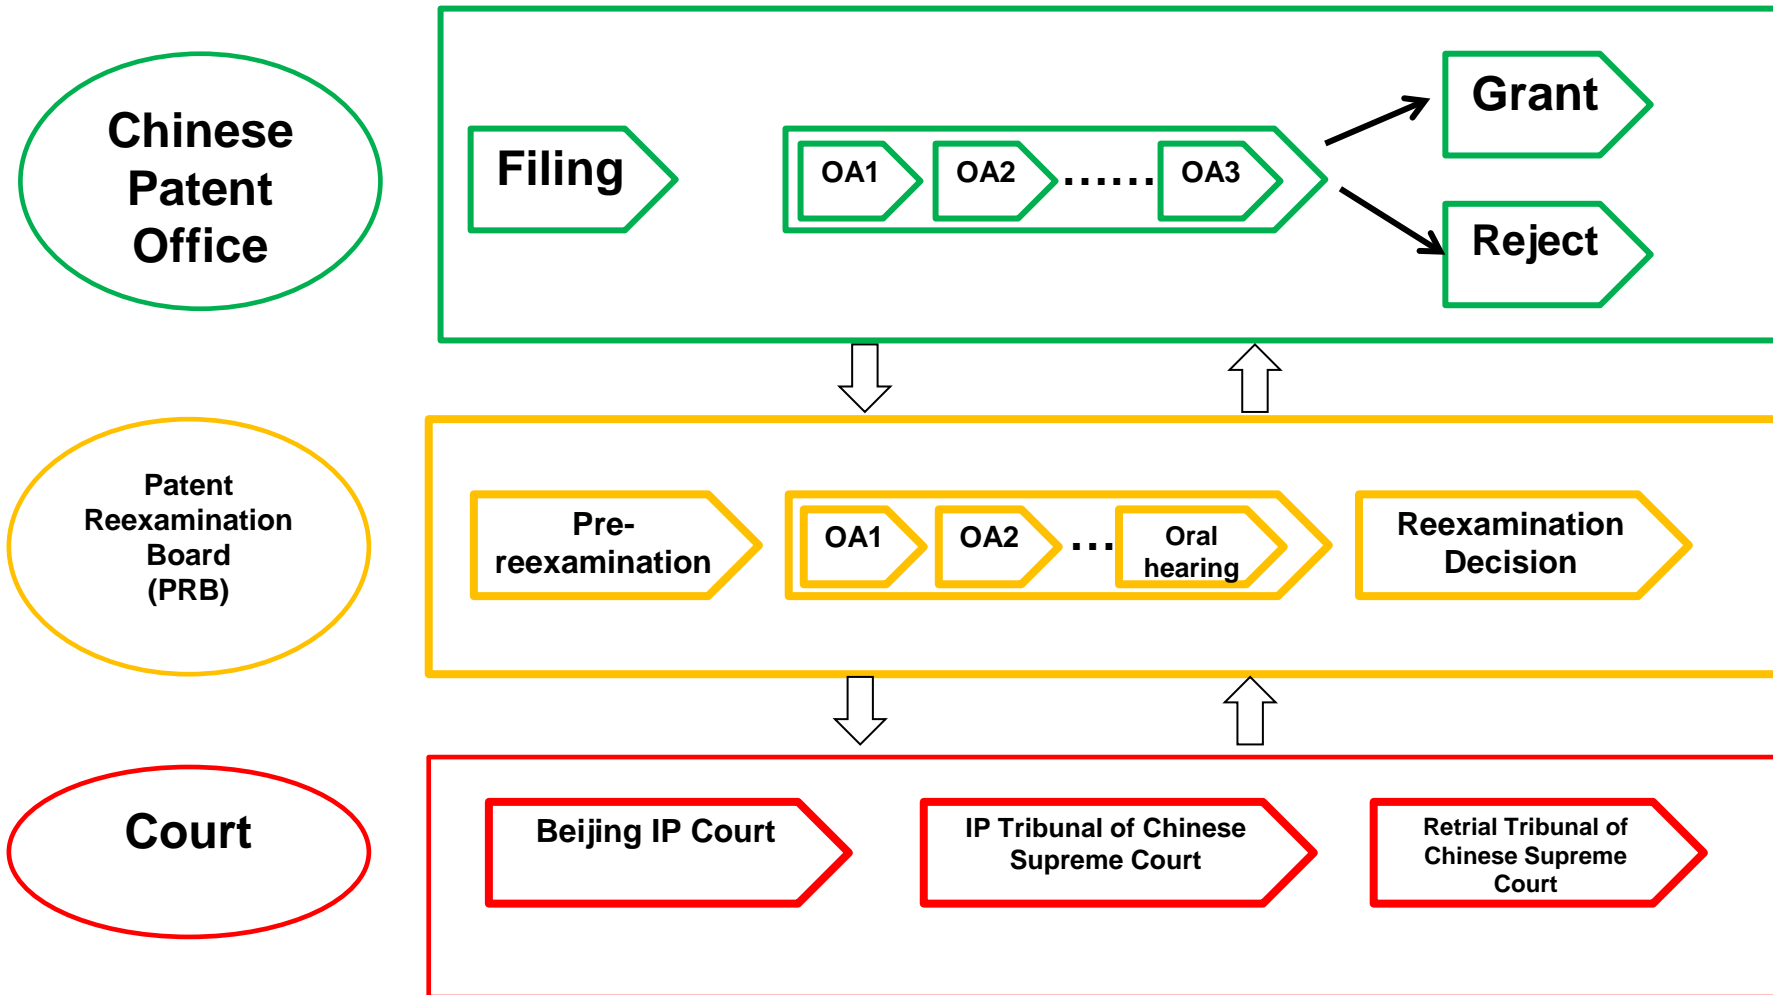 Chinese
Patent
Office
Filing
OA1
OA2
......
OA3
Grant
Reject
Patent
Reexamination
Board
(PRB)
Pre-
reexamination
OA1
OA2
...
Oral
hearing
Reexamination
Decision
Court
Beijing IP Court
IP Tribunal of Chinese
Supreme Court
Retrial Tribunal of
Chinese Supreme
Court